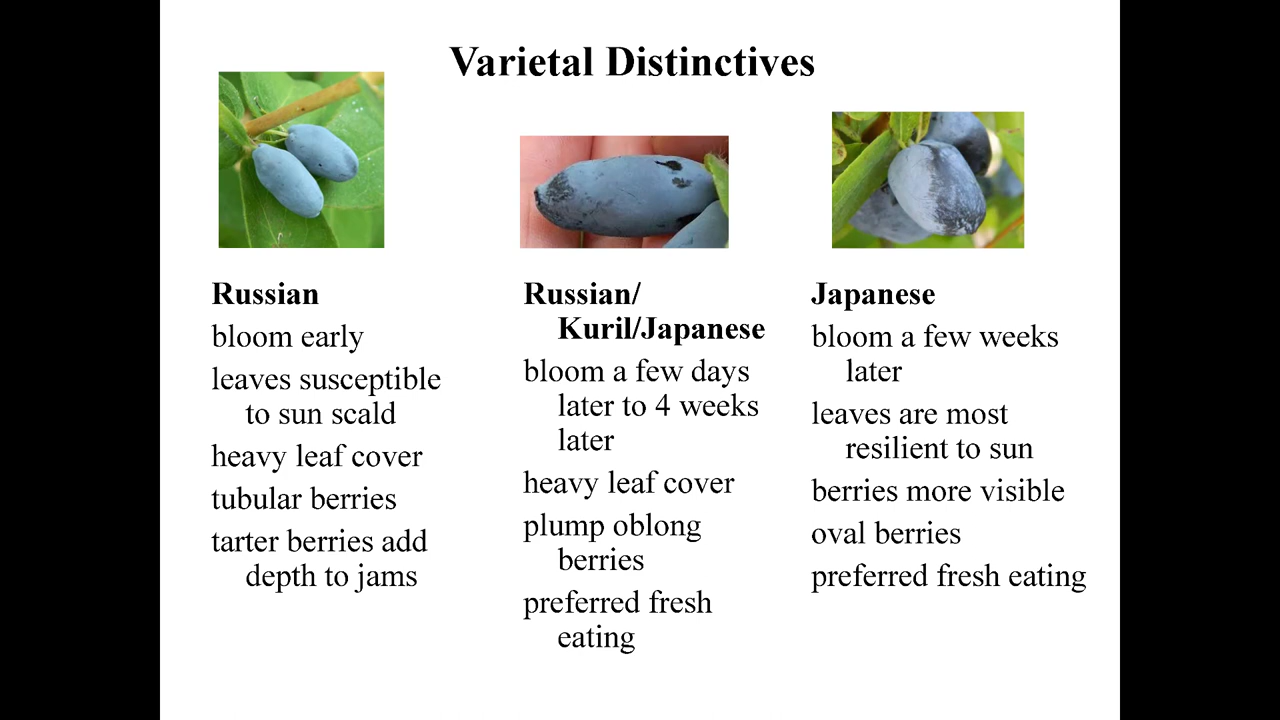 Varietal Distinctives
Russian
bloom early
leaves susceptible
to sun scald
heavy leaf cover
tubular berries
tarter berries add
depth to jams
Russian/
Kuril/Japanese
bloom a few days
later to 4 weeks
later
heavy leaf cover
plump oblong
berries
preferred fresh
eating
Japanese
bloom a few weeks
later
leaves are most
resilient to sun
berries more visible
oval berries
preferred fresh eating